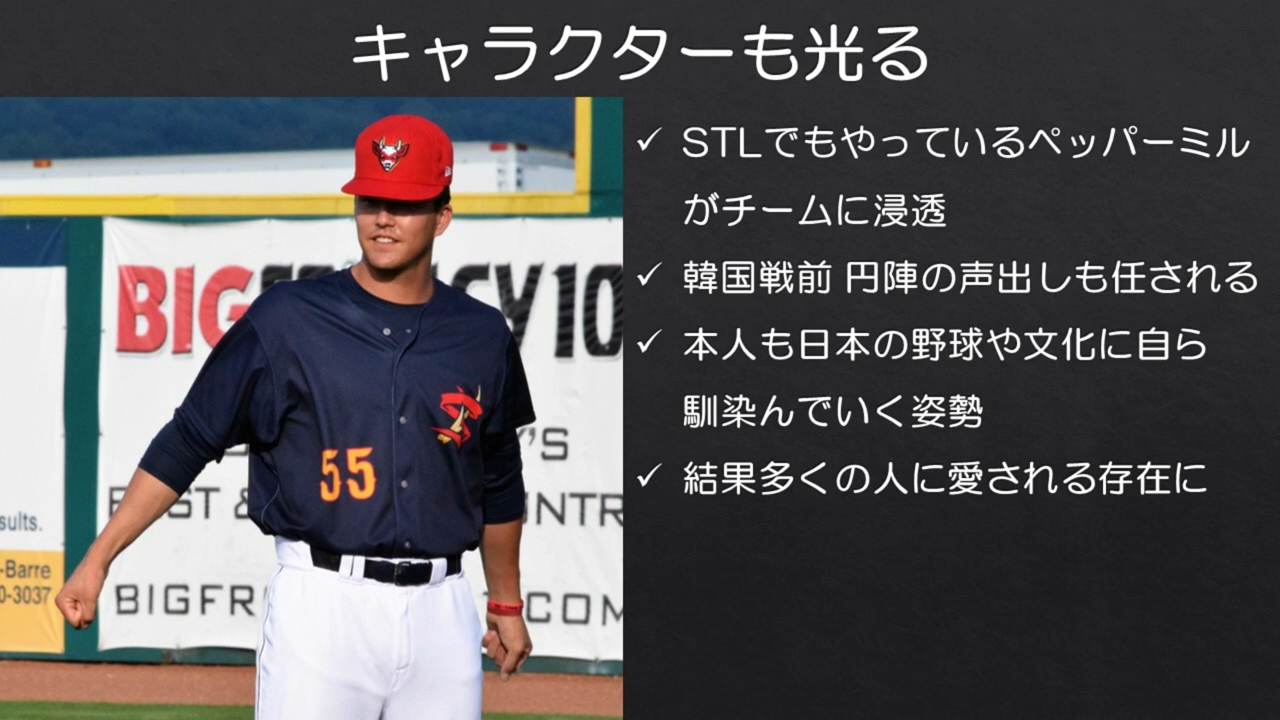 キャラクターも光る
STLでもやっているペッパーミル
がチームに浸透
韓国戦前 円陣の声出しも任される
本人も日本の野球や文化に自ら
馴染んでいく姿勢
結果多くの人に愛される存在に
BIG
Y10
55
'S
&
NTR
sults.
-Barre
0-3037
BIGFR
.COM